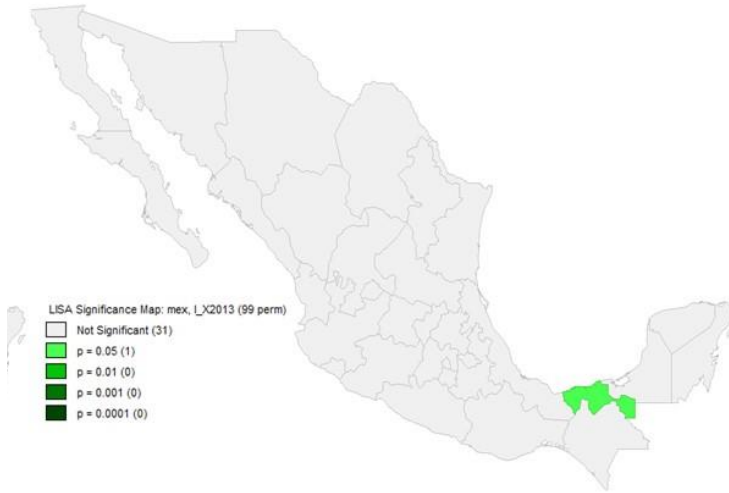 LISA Significance Map: mex, I_X2013 (99 perm)
Not Significant (31)
p = 0.05 (1)
p = 0.01 (0)
p = 0.001 (0)
p = 0.0001 (0)